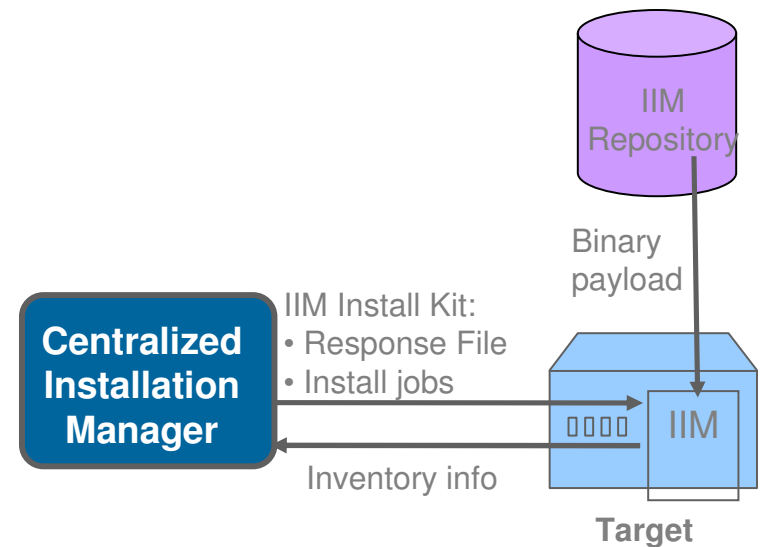 IIM
Repository
Binary
payload
IIM Install Kit:
• Response File
• Install jobs
Centralized
Installation
Manager
IIM
Inventory info
Target